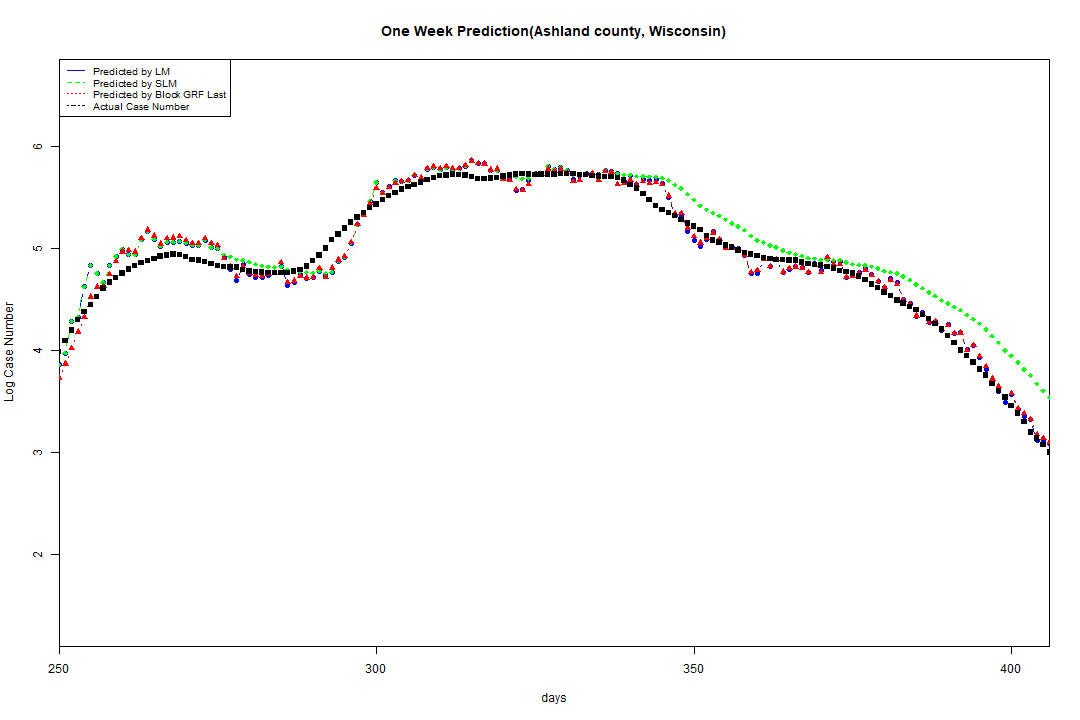 One Week Prediction(Ashland county, Wisconsin)
Predicted by LM
Predicted by SLM
Predicted by Block GRF Last
Actual Case Number
6
5
4
3
2
Log Case Number
250
300
350
400
days